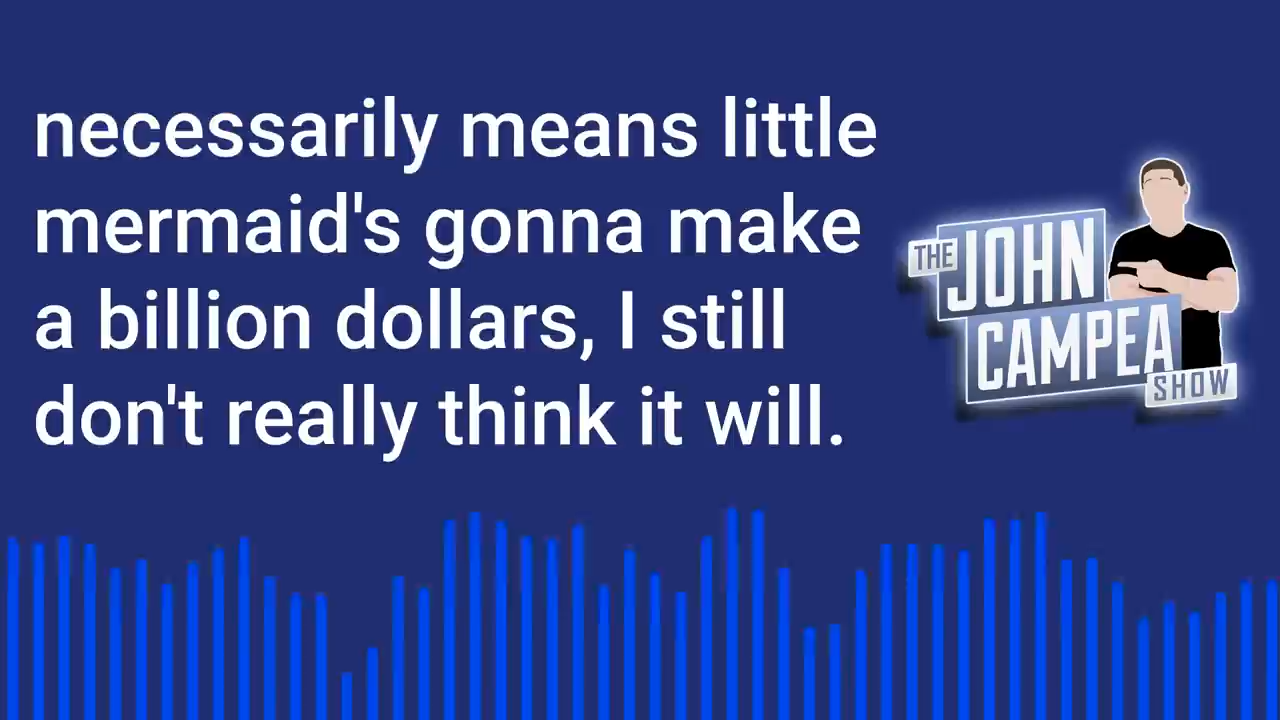 necessarily means little
mermaid's gonna make
a billion dollars, I still
don't really think it will.
THE JOHN
CAMPEA
SHOW